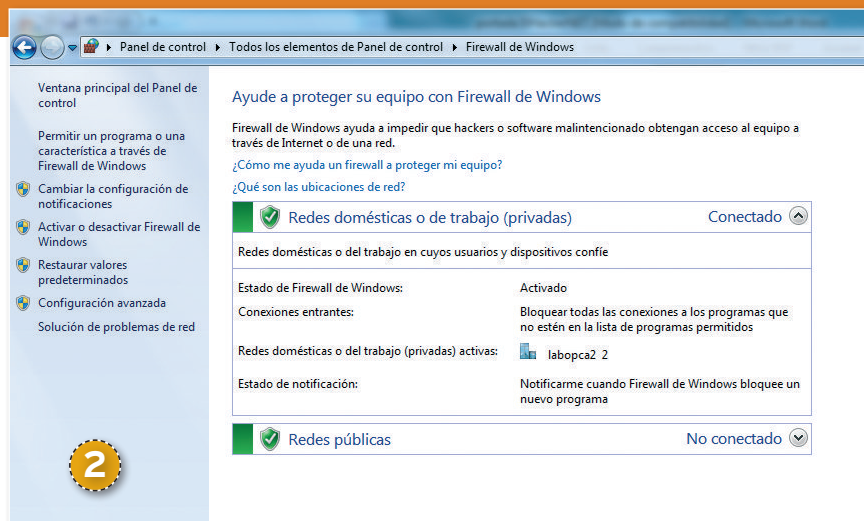 Panel de control ▸ Todos los elementos de Panel de control ▸ Firewall de Windows
Ventana principal del Panel de
control
Permitir un programa o una
característica a través de
Firewall de Windows
Cambiar la configuración de
notificaciones
Activar o desactivar Firewall de
Windows
Restaurar valores
predeterminados
Configuración avanzada
Solución de problemas de red
2
Ayude a proteger su equipo con Firewall de Windows
Firewall de Windows ayuda a impedir que hackers o software malintencionado obtengan acceso al equipo a
través de Internet o de una red.
¿Cómo me ayuda un firewall a proteger mi equipo?
¿Qué son las ubicaciones de red?
Redes domésticas o de trabajo (privadas) Conectado
Redes domésticas o del trabajo en cuyos usuarios y dispositivos confíe
Estado de Firewall de Windows: Activado
Conexiones entrantes: Bloquear todas las conexiones a los programas que
no estén en la lista de programas permitidos
Redes domésticas o del trabajo (privadas) activas: labopca2 2
Estado de notificación: Notificarme cuando Firewall de Windows bloquee un
nuevo programa
Redes públicas No conectado